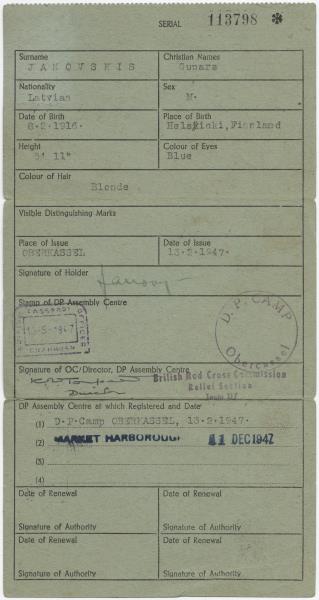 SERIAL 113798 ✻
Surname Christian Names
JANOVSKIS Gunars
Nationality Sex
Latvian M.
Date of Birth Place of Birth
8.2.1916. Helsinki, Finland
Height Colour of Eyes
5' 11" Blue
Colour of Hair
Blonde
Visible Distinguishing Marks
Place of Issue Date of Issue
OBERKASSEL 13.2.1947.
Signature of Holder
Stamp of DP Assembly Centre
D.P. CAMP
Obercassel
1947
Signature of OC/Director, DP Assembly Centre
British Red Cross Commission
Relief Section
Team
DP Assembly Centre at which Registered and Date
(1) D.P.Camp OBERKASSEL, 13.2.1947.
(2) MARKET HARBOROUGH 11 DEC 1947
(3)
(4)
Date of Renewal Date of Renewal
Signature of Authority Signature of Authority
Date of Renewal Date of Renewal
Signature of Authority Signature of Authority